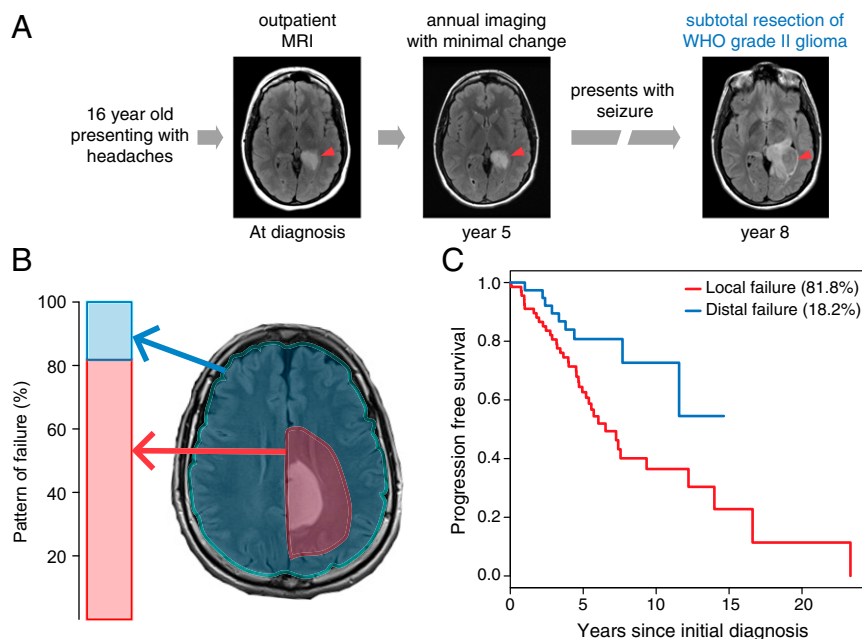 A
16 year old
presenting with
headaches
outpatient
MRI
At diagnosis
annual imaging
with minimal change
year 5
presents with
seizure
subtotal resection of
WHO grade II glioma
year 8
B
Pattern of failure (%)
100
80
60
40
20
C
Progression free survival
1.0
0.8
0.6
0.4
0.2
0.0
Local failure (81.8%)
Distal failure (18.2%)
0 5 10 15 20
Years since initial diagnosis